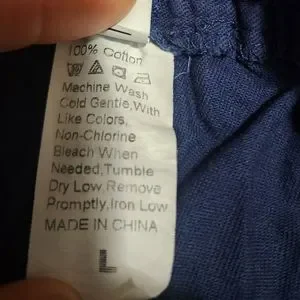 100% Cotton
Machine Wash
Cold Gentle,With
Like Colors,
Non-Chlorine
Bleach When
Needed,Tumble
Dry Low,Remove
Promptly,Iron Low
MADE IN CHINA
L